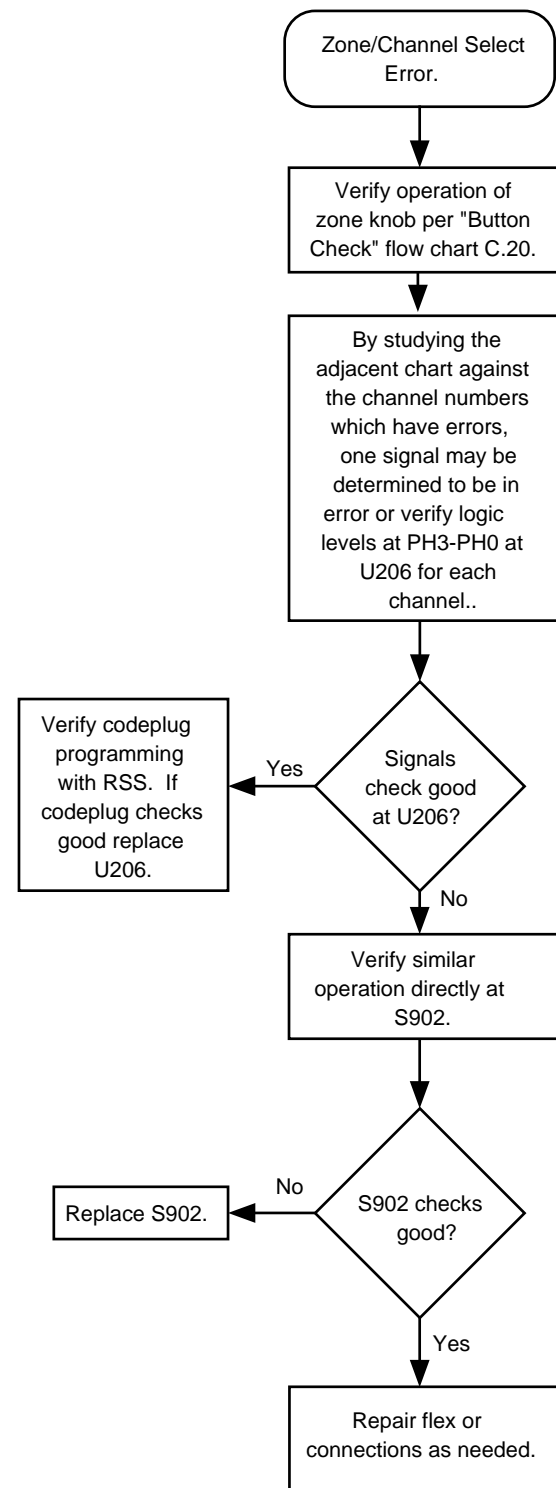 Zone/Channel Select
Error.
Verify operation of
zone knob per "Button
Check" flow chart C.20.
By studying the
adjacent chart against
the channel numbers
which have errors,
one signal may be
determined to be in
error or verify logic
levels at PH3-PH0 at
U206 for each
channel..
Signals
check good
at U206?
Yes
Verify codeplug
programming
with RSS. If
codeplug checks
good replace
U206.
No
Verify similar
operation directly at
S902.
S902 checks
good?
No
Replace S902.
Yes
Repair flex or
connections as needed.